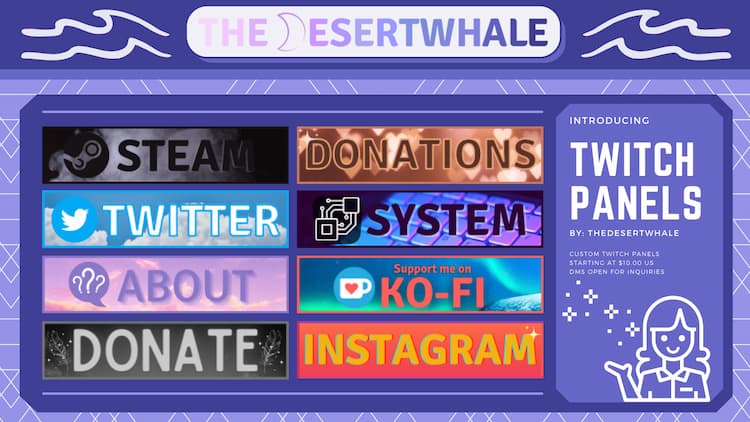 THE DESERTWHALE
STEAM
DONATIONS
TWITTER
SYSTEM
ABOUT
Support me on
KO-FI
DONATE
INSTAGRAM
INTRODUCING
TWITCH
PANELS
BY: THEDESERTWHALE
CUSTOM TWITCH PANELS
STARTING AT $10.00 US
DMS OPEN FOR INQUIRIES